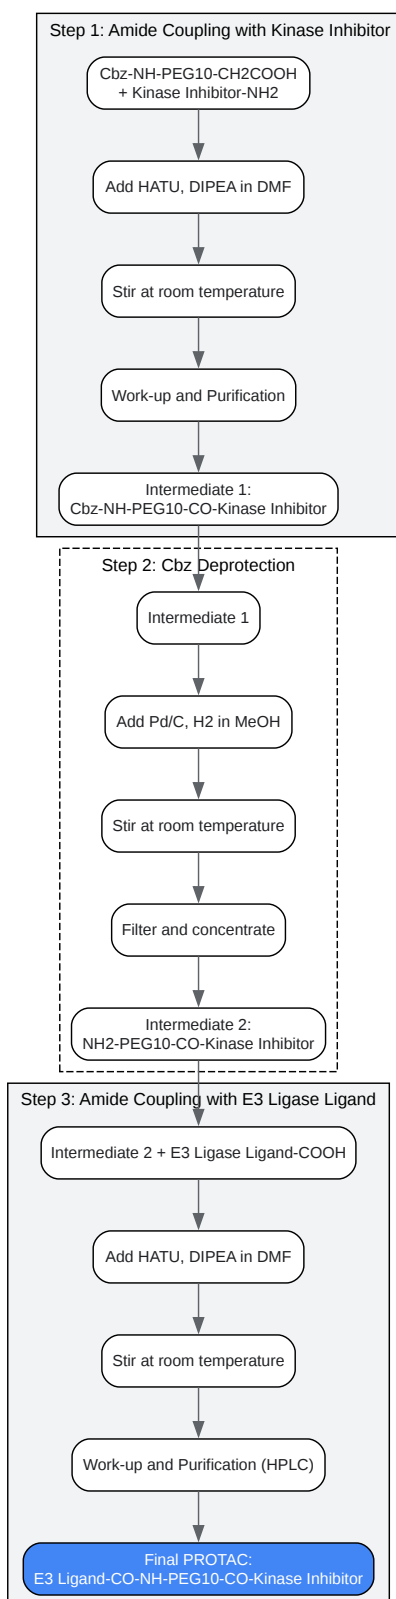 Step 1: Amide Coupling with Kinase Inhibitor
Cbz-NH-PEG10-CH2COOH
+ Kinase Inhibitor-NH2
Add HATU, DIPEA in DMF
Stir at room temperature
Work-up and Purification
Intermediate 1:
Cbz-NH-PEG10-CO-Kinase Inhibitor
Step 2: Cbz Deprotection
Intermediate 1
Add Pd/C, H2 in MeOH
Stir at room temperature
Filter and concentrate
Intermediate 2:
NH2-PEG10-CO-Kinase Inhibitor
Step 3: Amide Coupling with E3 Ligase Ligand
Intermediate 2 + E3 Ligase Ligand-COOH
Add HATU, DIPEA in DMF
Stir at room temperature
Work-up and Purification (HPLC)
Final PROTAC:
E3 Ligand-CO-NH-PEG10-CO-Kinase Inhibitor